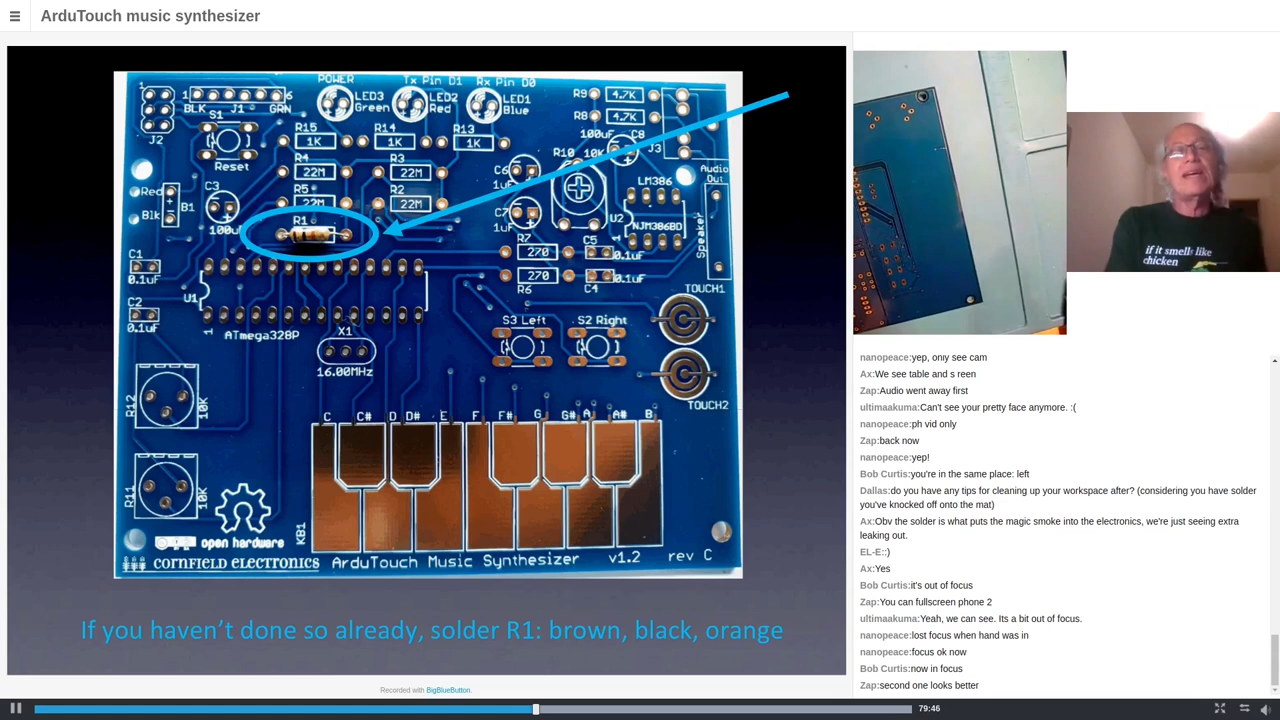 ArduTouch music synthesizer
POWER
Tx Pin D1
Rx Pin D0
LED3
Green
LED2
Red
LED1
Blue
1
6
BLK
J1
GRN
J2
S1
Reset
R15
1K
R14
1K
R13
1K
R9
4.7K
R8
4.7K
100uF
C8
J3
R4
22M
R3
22M
R5
22M
R2
22M
C3
100u
Red
Blk
B1
R1
C6
1uF
C7
1uF
R10
10K
LM386
U2
NJM386BD
1
Audio
Out
Speaker
R7
270
270
R6
C5
0.1uF
C4
0.1uF
C1
0.1uF
C2
0.1uF
U1
1
ATmega328P
X1
16.00MHz
S3 Left
S2 Right
TOUCH1
TOUCH2
R12
10K
R11
10K
C
C#
D
D#
E
F
F#
G
G#
A
A#
B
KB1
open hardware
CORNFIELD ELECTRONICS
ArduTouch Music Synthesizer
v1.2
rev C
If you haven't done so already, solder R1: brown, black, orange
Recorded with BigBlueButton.
if it smells like
chicken
nanopeace:yep, only see cam
Ax:We see table and s reen
Zap:Audio went away first
ultimaakuma:Can't see your pretty face anymore. :(
nanopeace:ph vid only
Zap:back now
nanopeace:yep!
Bob Curtis:you're in the same place: left
Dallas:do you have any tips for cleaning up your workspace after? (considering you have solder
you've knocked off onto the mat)
Ax:Obv the solder is what puts the magic smoke into the electronics, we're just seeing extra
leaking out.
EL-E::)
Ax:Yes
Bob Curtis:it's out of focus
Zap:You can fullscreen phone 2
ultimaakuma:Yeah, we can see. Its a bit out of focus.
nanopeace:lost focus when hand was in
nanopeace:focus ok now
Bob Curtis:now in focus
Zap:second one looks better
79:46